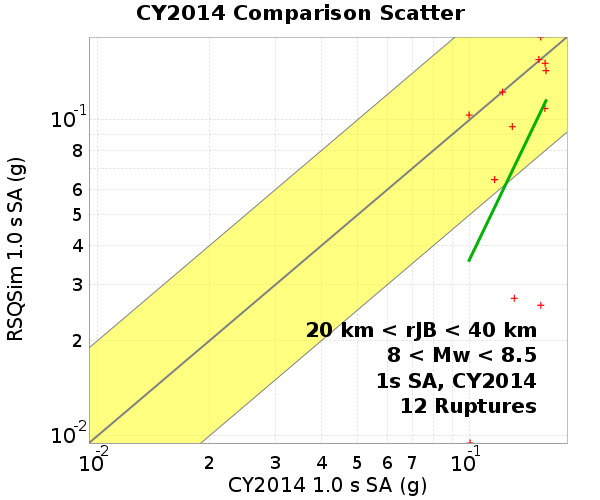 CY2014 Comparison Scatter
RSQSim 1.0 s SA (g)
10-1
8
6
5
4
3
2
10-2
20 km < rJB < 40 km
8 < Mw < 8.5
1s SA, CY2014
12 Ruptures
10-2 2 3 4 5 6 7 10-1
CY2014 1.0 s SA (g)